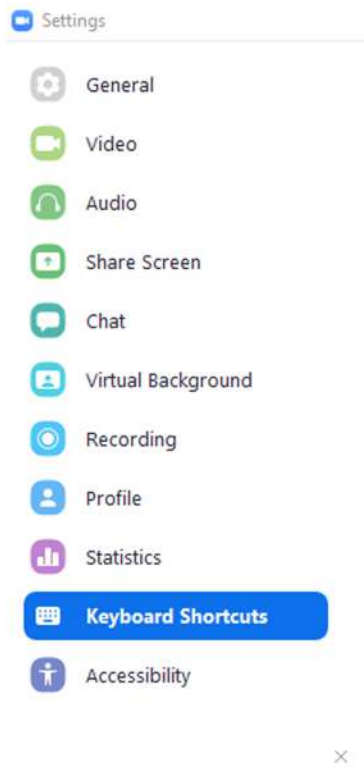 Settings
General
Video
Audio
Share Screen
Chat
Virtual Background
Recording
Profile
Statistics
Keyboard Shortcuts
Accessibility